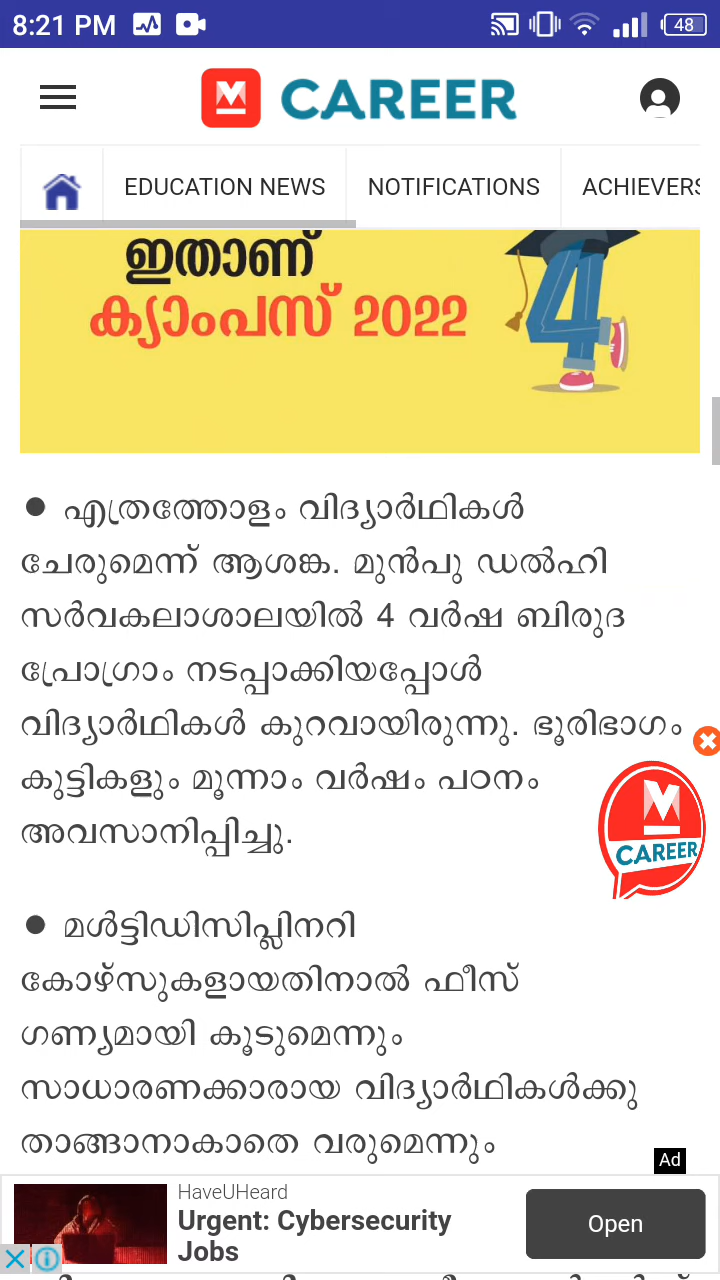 8:21 PM
48
CAREER
EDUCATION NEWS
NOTIFICATIONS
ACHIEVERS
ഇതാണ്
ക്യാംപസ് 2022
4
● എത്രത്തോളം വിദ്യാർഥികൾ
ചേരുമെന്ന് ആശങ്ക. മുൻപു ഡൽഹി
സർവകലാശാലയിൽ 4 വർഷ ബിരുദ
പ്രോഗ്രാം നടപ്പാക്കിയപ്പോൾ
വിദ്യാർഥികൾ കുറവായിരുന്നു. ഭൂരിഭാഗം
കുട്ടികളും മൂന്നാം വർഷം പഠനം
അവസാനിപ്പിച്ചു.
CAREER
● മൾട്ടിഡിസിപ്ലിനറി
കോഴ്സുകളായതിനാൽ ഫീസ്
ഗണ്യമായി കൂടുമെന്നും
സാധാരണക്കാരായ വിദ്യാർഥികൾക്കു
താങ്ങാനാകാതെ വരുമെന്നും
Ad
HaveUHeard
Urgent: Cybersecurity
Jobs
Open